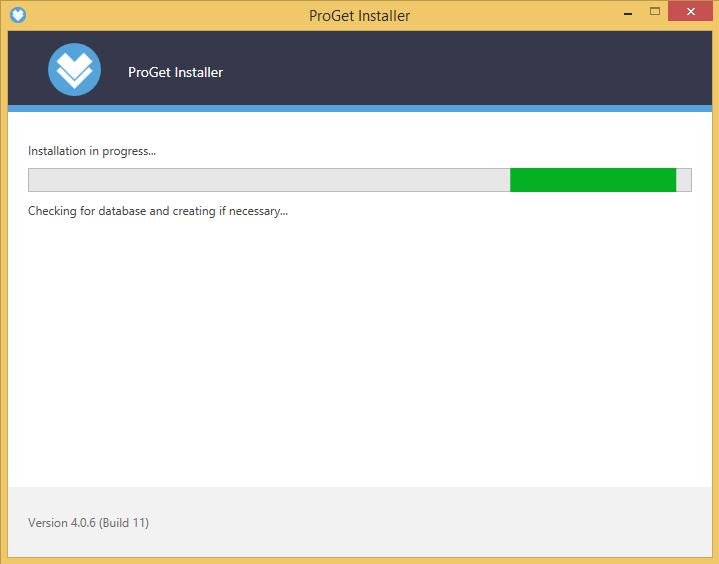 ProGet Installer
ProGet Installer
Installation in progress...
Checking for database and creating if necessary...
Version 4.0.6 (Build 11)